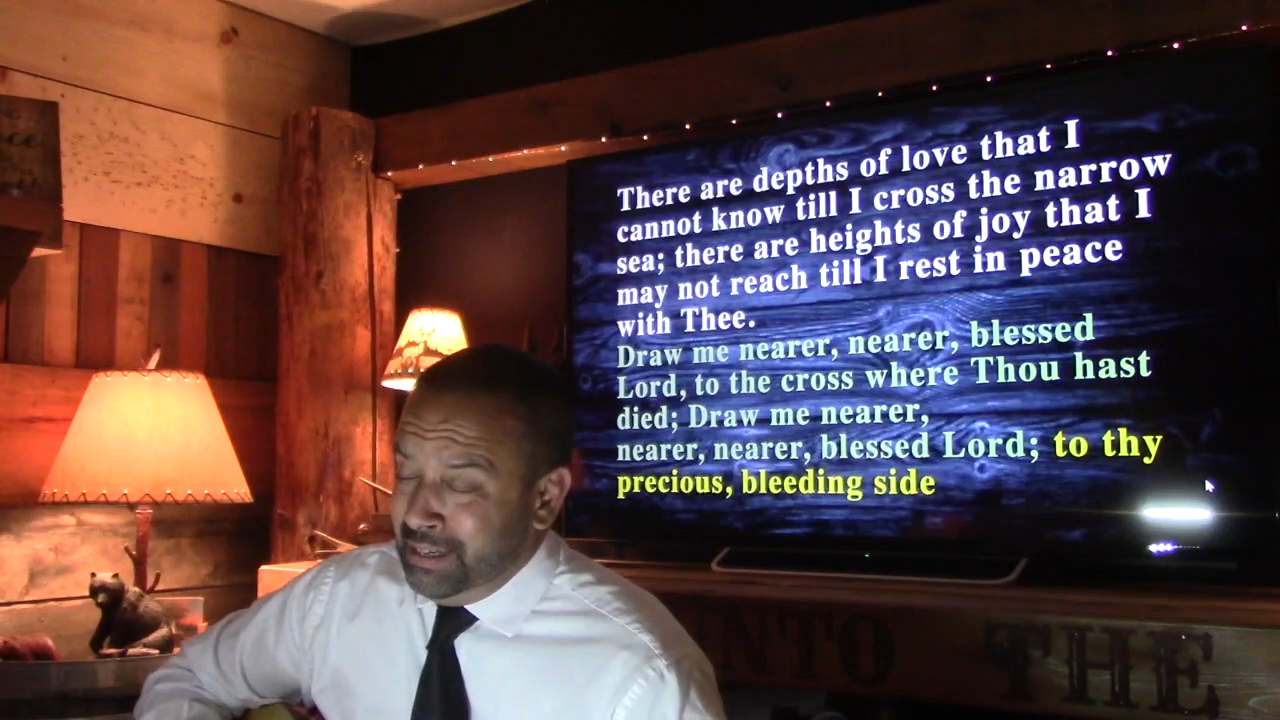 There are depths of love that I
cannot know till I cross the narrow
sea; there are heights of joy that I
may not reach till I rest in peace
with Thee.
Draw me nearer, nearer, blessed
Lord, to the cross where Thou hast
died; Draw me nearer,
nearer, nearer, blessed Lord; to thy
precious, bleeding side
INTO THE